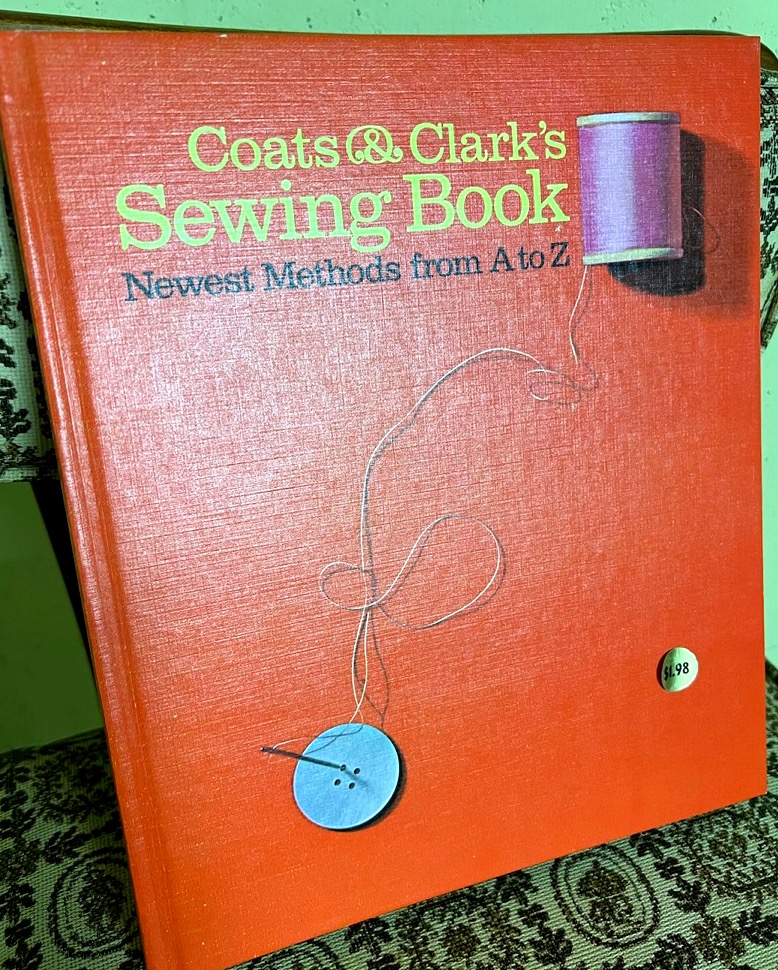 Coats & Clark's
Sewing Book
Newest Methods from A to Z
$1.98